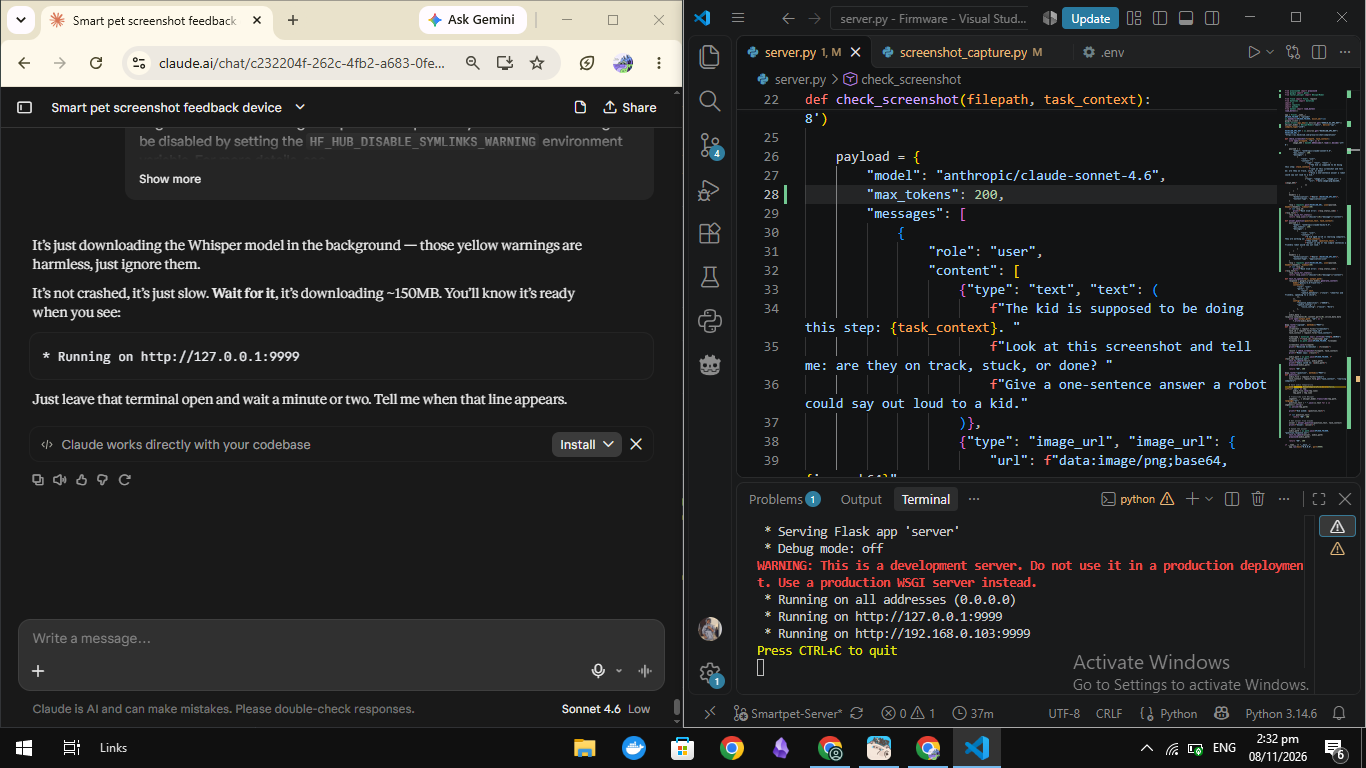 Smart pet screenshot feedback
Ask Gemini
claude.ai/chat/c232204f-262c-4fb2-a683-0fe...
Smart pet screenshot feedback device
Share
be disabled by setting the HF_HUB_DISABLE_SYMLINKS_WARNING environment
Show more
It's just downloading the Whisper model in the background — those yellow warnings are
harmless, just ignore them.
It's not crashed, it's just slow. Wait for it, it's downloading ~150MB. You'll know it's ready
when you see:
* Running on http://127.0.0.1:9999
Just leave that terminal open and wait a minute or two. Tell me when that line appears.
Claude works directly with your codebase
Install
Write a message...
Claude is AI and can make mistakes. Please double-check responses.
Sonnet 4.6 Low
server.py - Firmware - Visual Stud...
Update
server.py 1, M
screenshot_capture.py M
.env
server.py > check_screenshot
22 def check_screenshot(filepath, task_context):
8')
25
26 payload = {
27 "model": "anthropic/claude-sonnet-4.6",
28 "max_tokens": 200,
29 "messages": [
30 {
31 "role": "user",
32 "content": [
33 {"type": "text", "text": (
34 f"The kid is supposed to be doing
this step: {task_context}. "
35 f"Look at this screenshot and tell
me: are they on track, stuck, or done? "
36 f"Give a one-sentence answer a robot
could say out loud to a kid."
37 )},
38 {"type": "image_url", "image_url": {
39 "url": f"data:image/png;base64,
Problems 1
Output
Terminal
python
* Serving Flask app 'server'
* Debug mode: off
WARNING: This is a development server. Do not use it in a production deploymen
t. Use a production WSGI server instead.
* Running on all addresses (0.0.0.0)
* Running on http://127.0.0.1:9999
* Running on http://192.168.0.103:9999
Press CTRL+C to quit
Activate Windows
Go to Settings to activate Windows.
4
1
Smartpet-Server*
0 1
37m
UTF-8
CRLF
{} Python
Python 3.14.6
Links
ENG
2:32 pm
08/11/2026
6